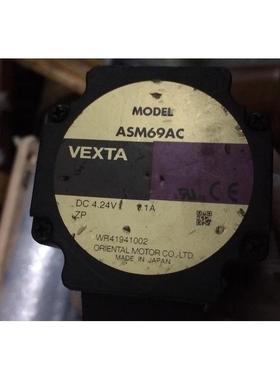 MODEL
ASM69AC
VEXTA
DC 4.24V 1A
ZP
WR41941002
ORIENTAL MOTOR CO.,LTD.
MADE IN JAPAN